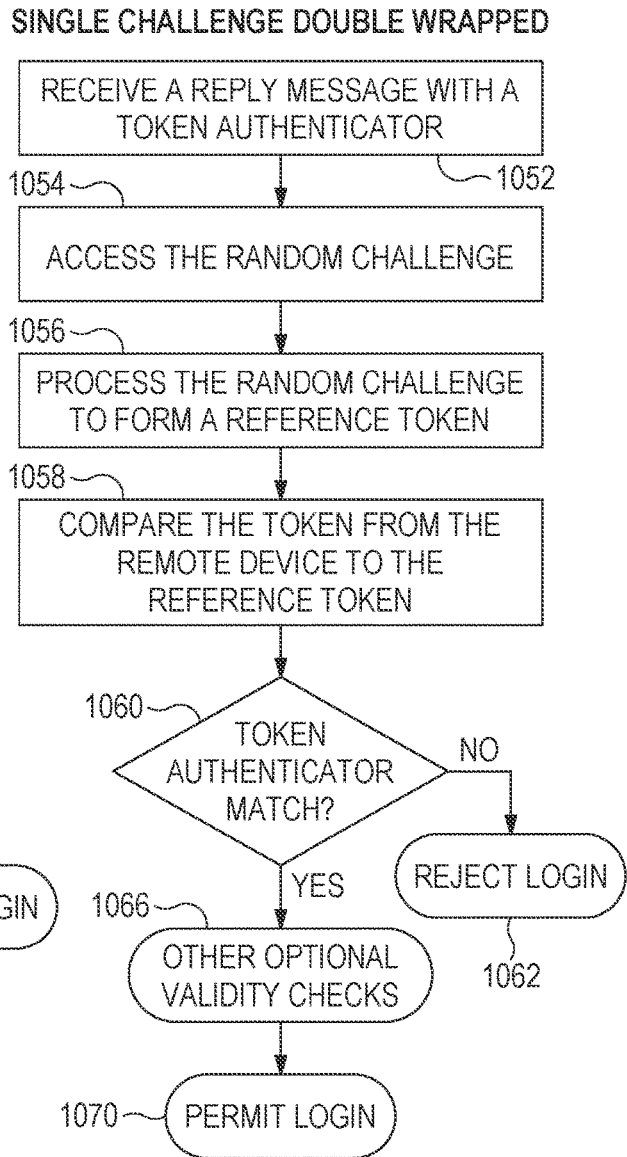 SINGLE CHALLENGE DOUBLE WRAPPED
RECEIVE A REPLY MESSAGE WITH A
TOKEN AUTHENTICATOR
1052
1054
ACCESS THE RANDOM CHALLENGE
1056
PROCESS THE RANDOM CHALLENGE
TO FORM A REFERENCE TOKEN
1058
COMPARE THE TOKEN FROM THE
REMOTE DEVICE TO THE
REFERENCE TOKEN
1060
TOKEN
AUTHENTICATOR
MATCH?
NO
YES
REJECT LOGIN
1062
GIN
1066
OTHER OPTIONAL
VALIDITY CHECKS
1070
PERMIT LOGIN